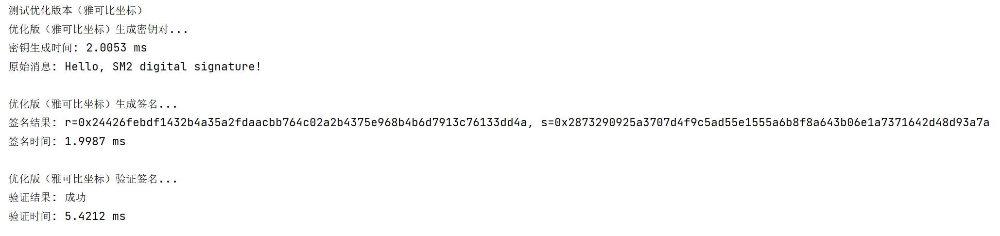 测试优化版本（雅可比坐标）
优化版（雅可比坐标）生成密钥对...
密钥生成时间: 2.0053 ms
原始消息: Hello, SM2 digital signature!
优化版（雅可比坐标）生成签名...
签名结果: r=0x24426febdf1432b4a35a2fdaacbb764c02a2b4375e968b4b6d7913c76133dd4a, s=0x2873290925a3707d4f9c5ad55e1555a6b8f8a643b06e1a7371642d48d93a7a
签名时间: 1.9987 ms
优化版（雅可比坐标）验证签名...
验证结果: 成功
验证时间: 5.4212 ms